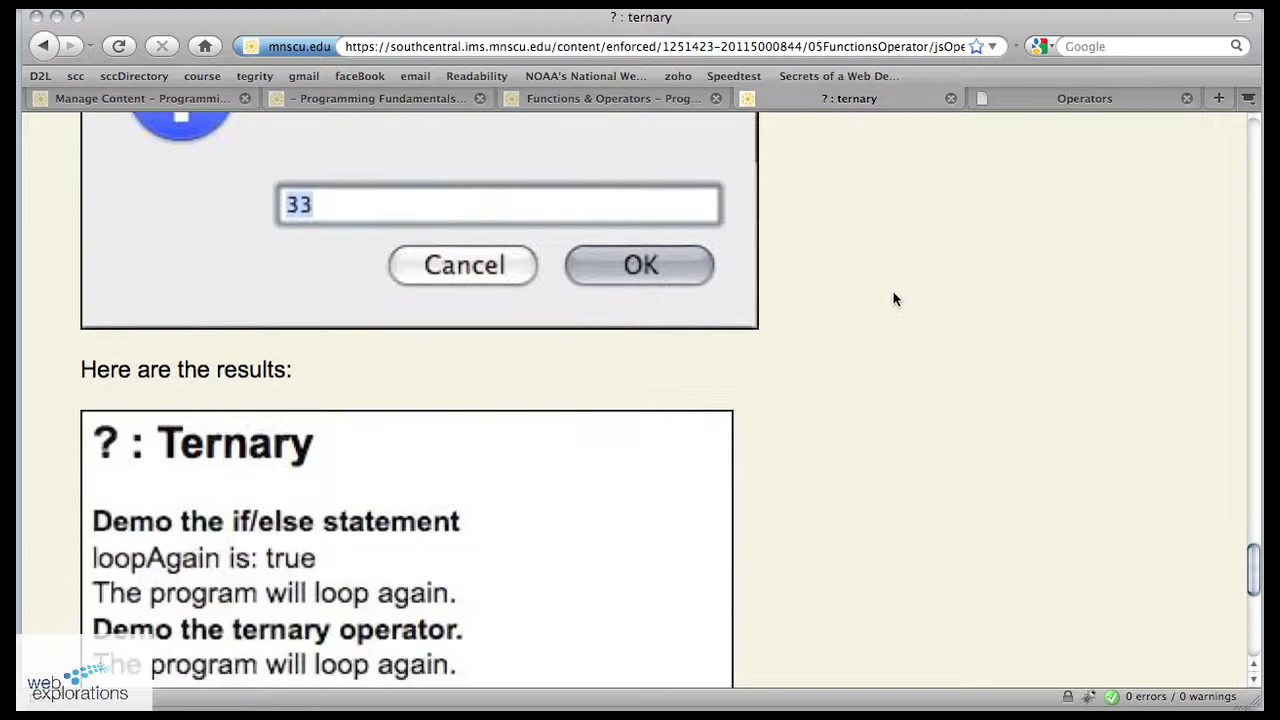 ? : ternary
mnscu.edu https://southcentral.ims.mnscu.edu/content/enforced/1251423-20115000844/05FunctionsOperator/jsOpe Google
D2L scc sccDirectory course tegrity gmail faceBook email Readability NOAA's National We... zoho Speedtest Secrets of a Web De...
Manage Content – Programmi... – Programming Fundamentals... Functions & Operators – Prog... ? : ternary Operators
33
Cancel OK
Here are the results:
? : Ternary
Demo the if/else statement
loopAgain is: true
The program will loop again.
Demo the ternary operator.
The program will loop again.
web
explorations
0 errors / 0 warnings